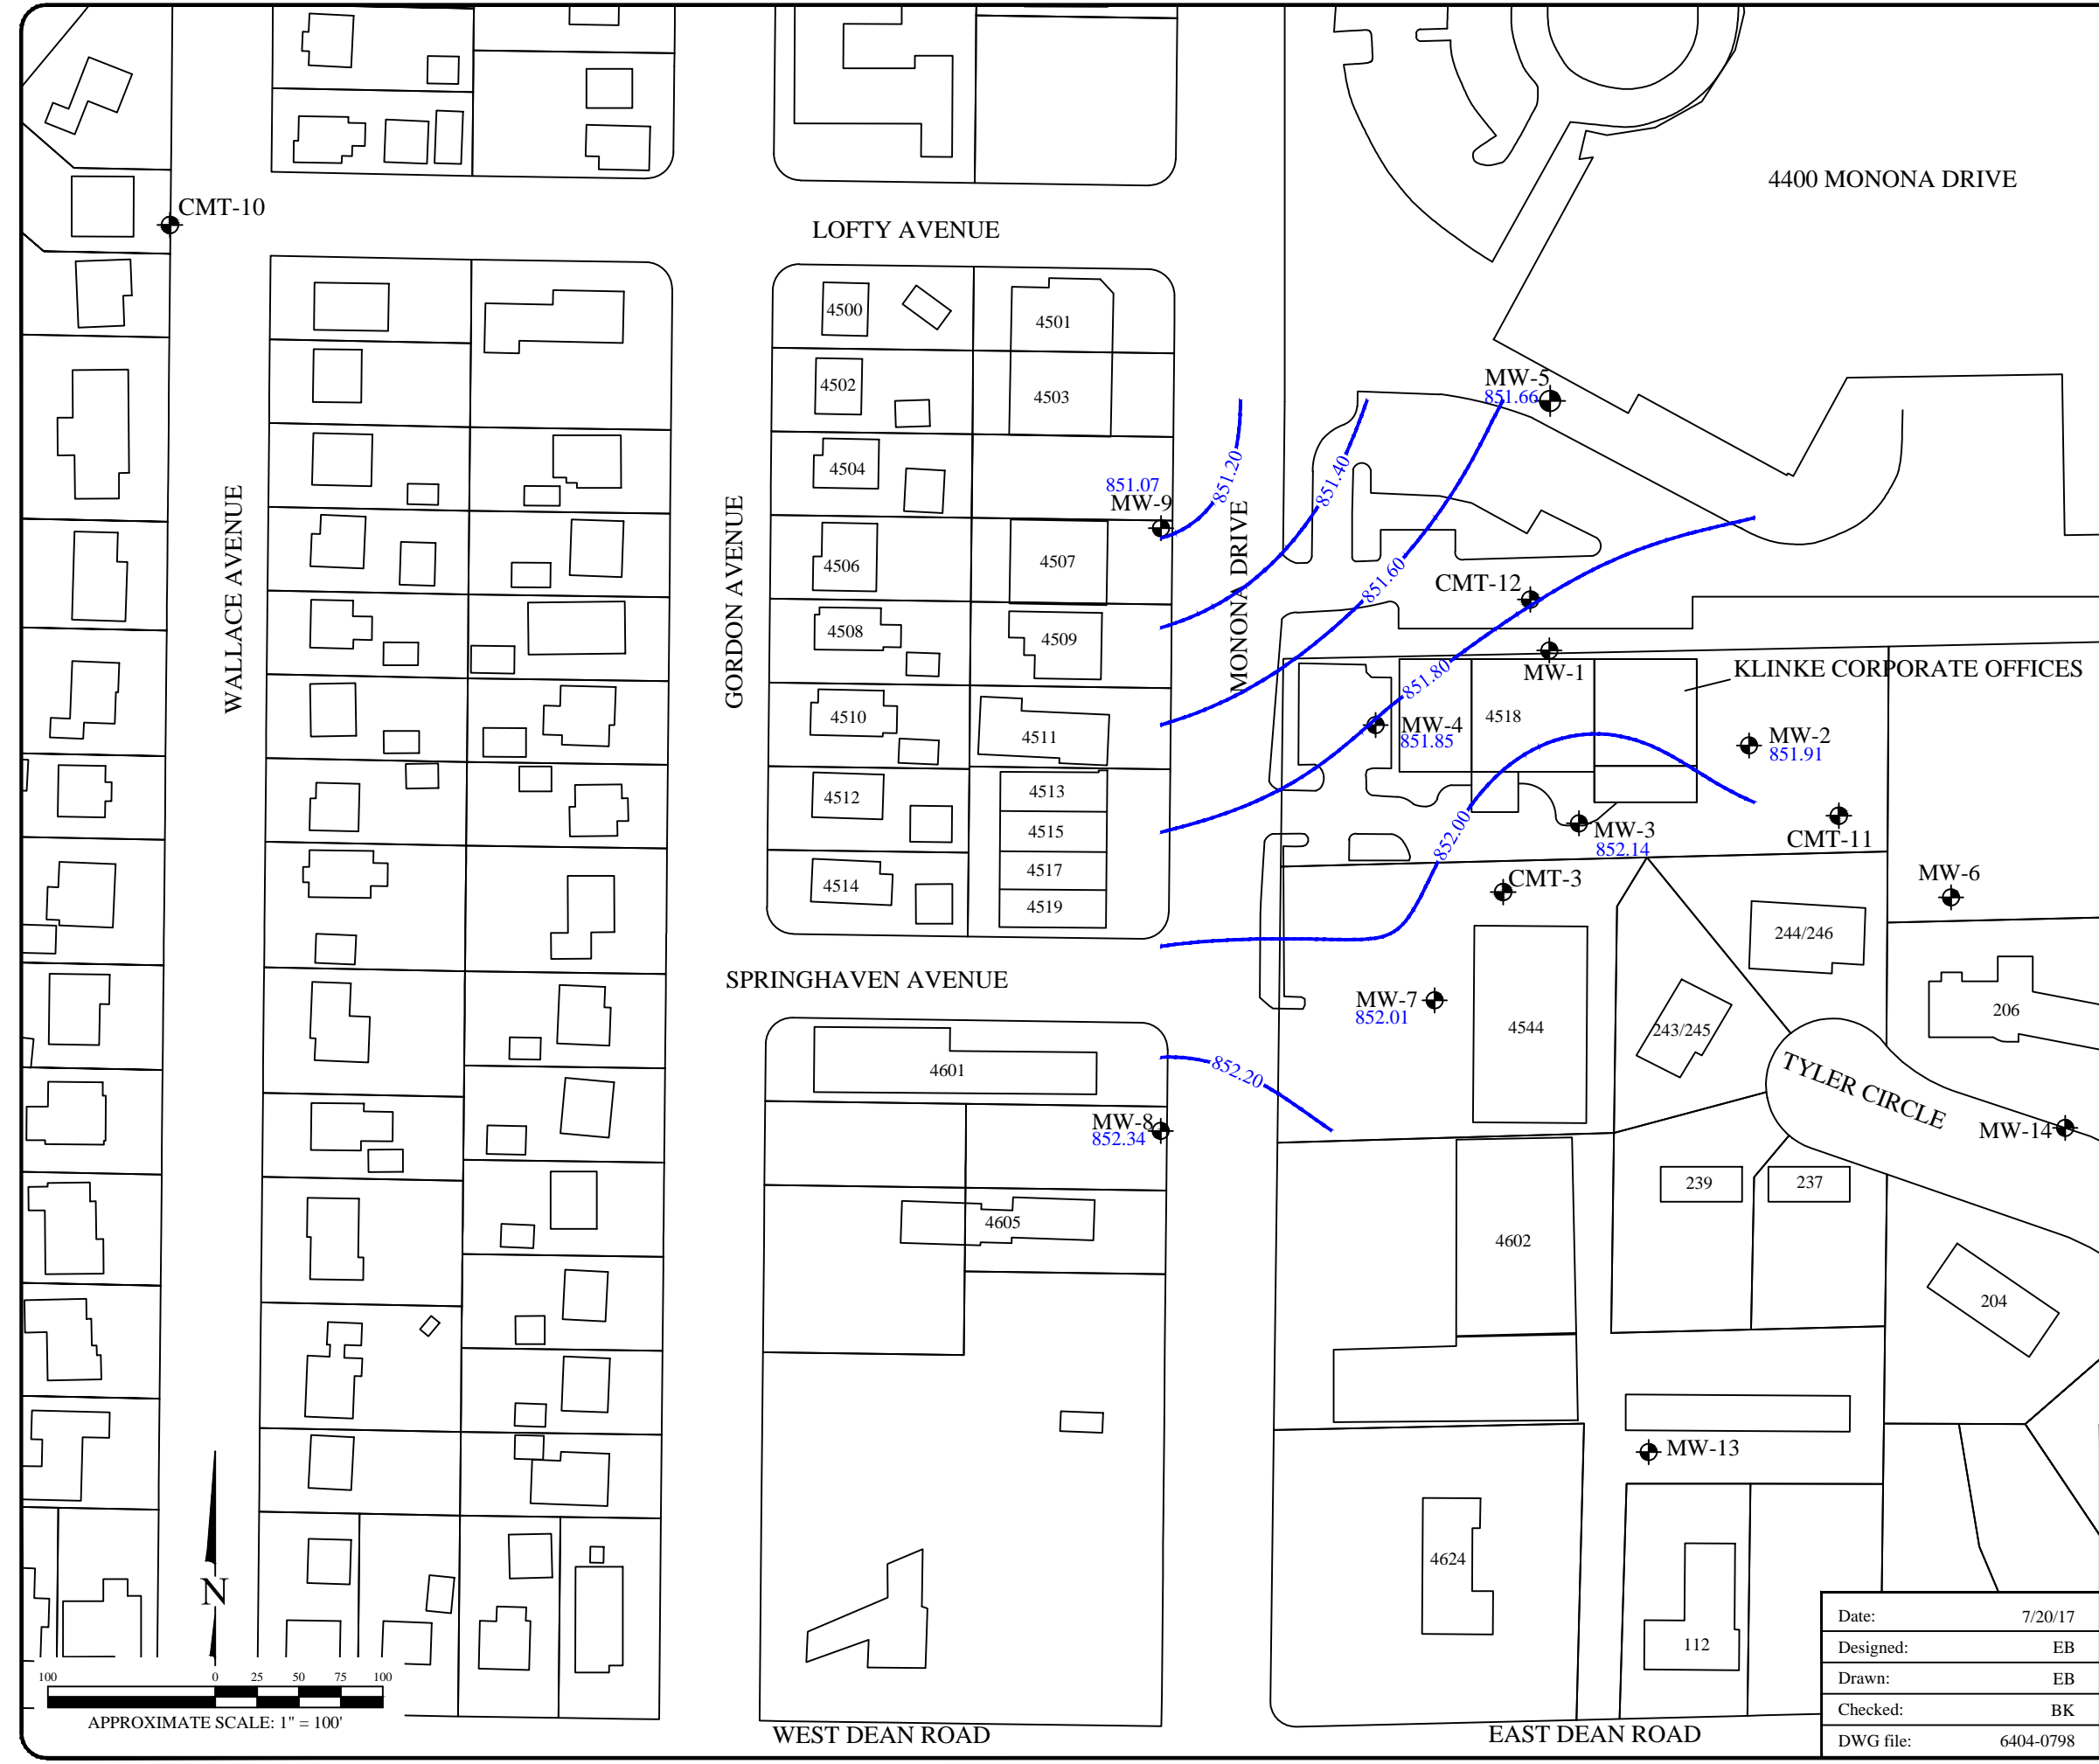 4400 MONONA DRIVE
CMT-10
LOFTY AVENUE
4500
4501
4502
4503
MW-5
851.66
4504
851.20
851.40
851.07
MW-9
WALLACE AVENUE
GORDON AVENUE
MONONA DRIVE
4506
4507
851.60
CMT-12
4508
4509
MW-1
KLINKE CORPORATE OFFICES
851.80
4510
4511
4518
MW-4
851.85
MW-2
851.91
4512
4513
4515
4517
4519
852.00
MW-3
852.14
CMT-11
4514
CMT-3
MW-6
244/246
SPRINGHAVEN AVENUE
MW-7
852.01
4544
243/245
206
4601
852.20
TYLER CIRCLE
MW-8
852.34
MW-14
239
237
4605
4602
204
MW-13
4624
112
N
100 0 25 50 75 100
APPROXIMATE SCALE: 1" = 100'
WEST DEAN ROAD
EAST DEAN ROAD
Date: 7/20/17
Designed: EB
Drawn: EB
Checked: BK
DWG file: 6404-0798